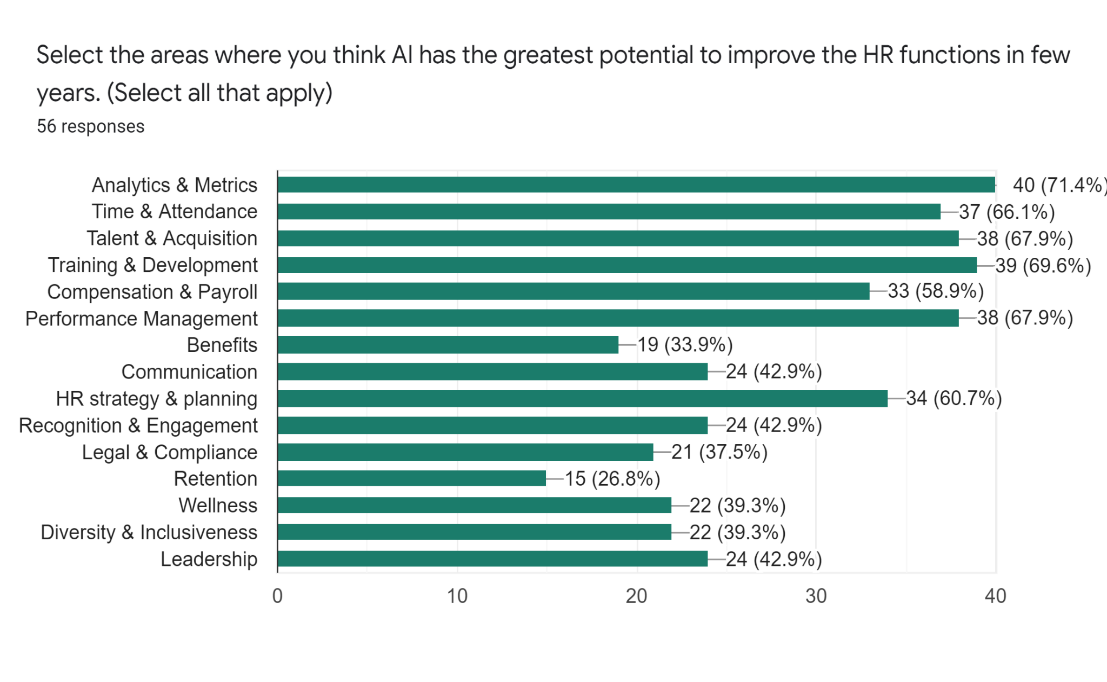 Select the areas where you think AI has the greatest potential to improve the HR functions in few
years. (Select all that apply)
56 responses
Analytics & Metrics 40 (71.4%)
Time & Attendance 37 (66.1%)
Talent & Acquisition 38 (67.9%)
Training & Development 39 (69.6%)
Compensation & Payroll 33 (58.9%)
Performance Management 38 (67.9%)
Benefits 19 (33.9%)
Communication 24 (42.9%)
HR strategy & planning 34 (60.7%)
Recognition & Engagement 24 (42.9%)
Legal & Compliance 21 (37.5%)
Retention 15 (26.8%)
Wellness 22 (39.3%)
Diversity & Inclusiveness 22 (39.3%)
Leadership 24 (42.9%)
0 10 20 30 40